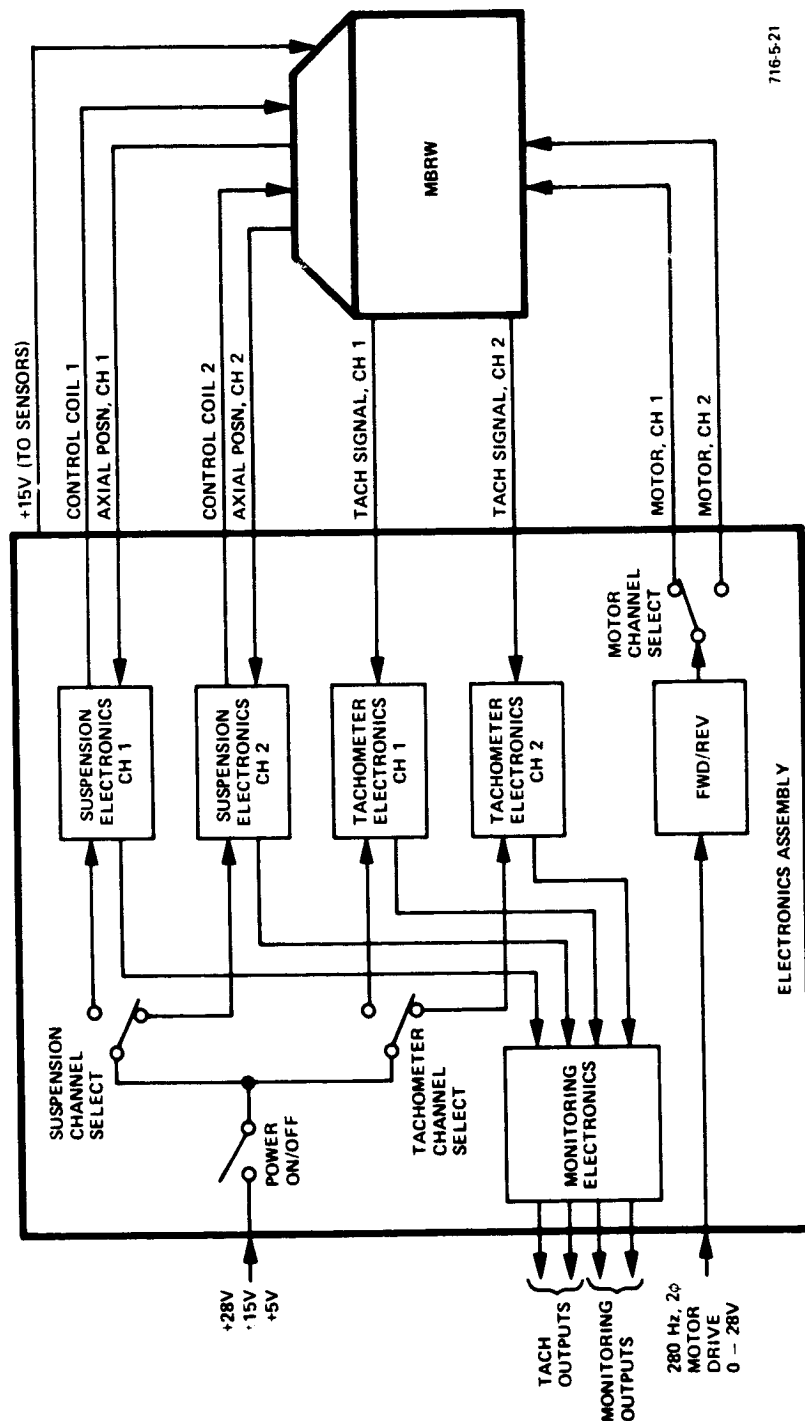 +15V (TO SENSORS)
CONTROL COIL 1
AXIAL POSN, CH 1
CONTROL COIL 2
AXIAL POSN, CH 2
TACH SIGNAL, CH 1
TACH SIGNAL, CH 2
MOTOR, CH 1
MOTOR, CH 2
MBRW
SUSPENSION
ELECTRONICS
CH 1
SUSPENSION
ELECTRONICS
CH 2
TACHOMETER
ELECTRONICS
CH 1
TACHOMETER
ELECTRONICS
CH 2
MOTOR
CHANNEL
SELECT
FWD/REV
SUSPENSION
CHANNEL
SELECT
POWER
ON/OFF
TACHOMETER
CHANNEL
SELECT
MONITORING
ELECTRONICS
ELECTRONICS ASSEMBLY
+28V
+15V
+5V
TACH
OUTPUTS
MONITORING
OUTPUTS
280 Hz, 2φ
MOTOR
DRIVE
0 – 28V
716-5-21